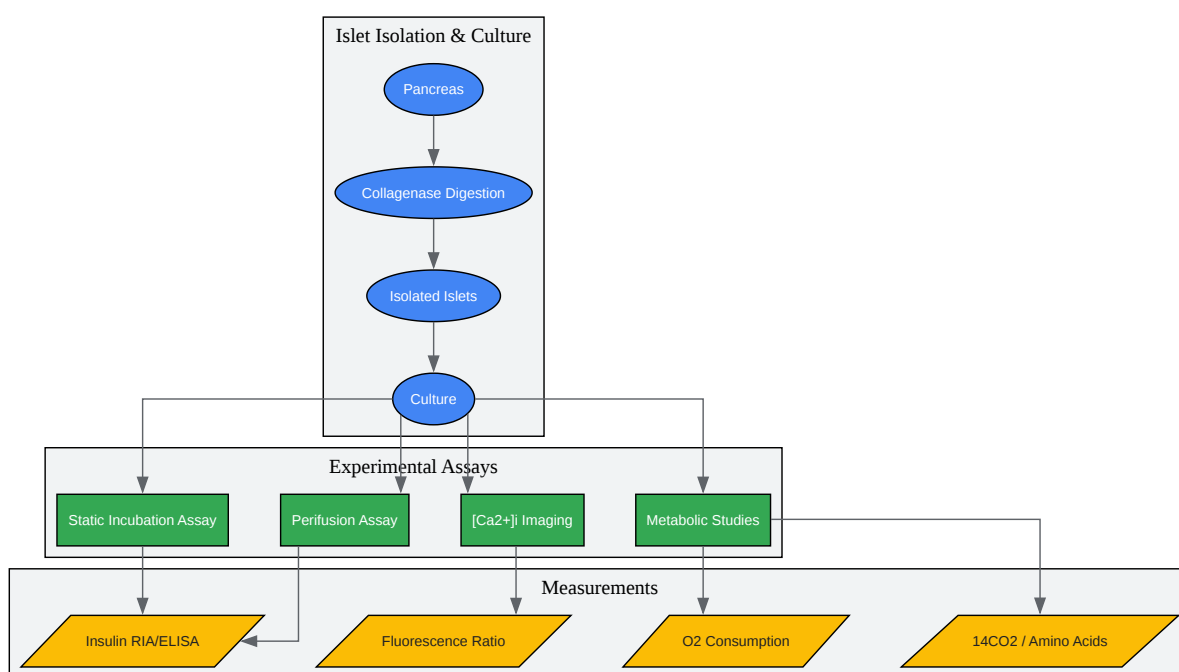 Islet Isolation & Culture
Pancreas
Collagenase Digestion
Isolated Islets
Culture
Experimental Assays
Static Incubation Assay
Perifusion Assay
[Ca2+]i Imaging
Metabolic Studies
Measurements
Insulin RIA/ELISA
Fluorescence Ratio
O2 Consumption
14CO2 / Amino Acids